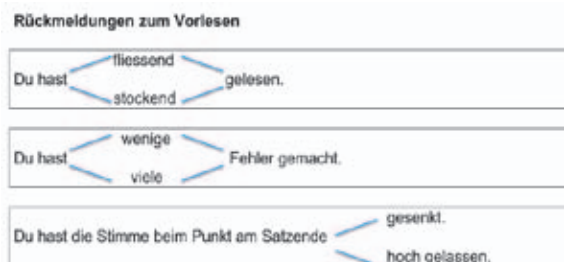 Rückmeldungen zum Vorlesen
fliessend
Du hast gelesen.
stockend
wenige
Du hast Fehler gemacht.
viele
gesenkt.
Du hast die Stimme beim Punkt am Satzende
hoch gelassen.